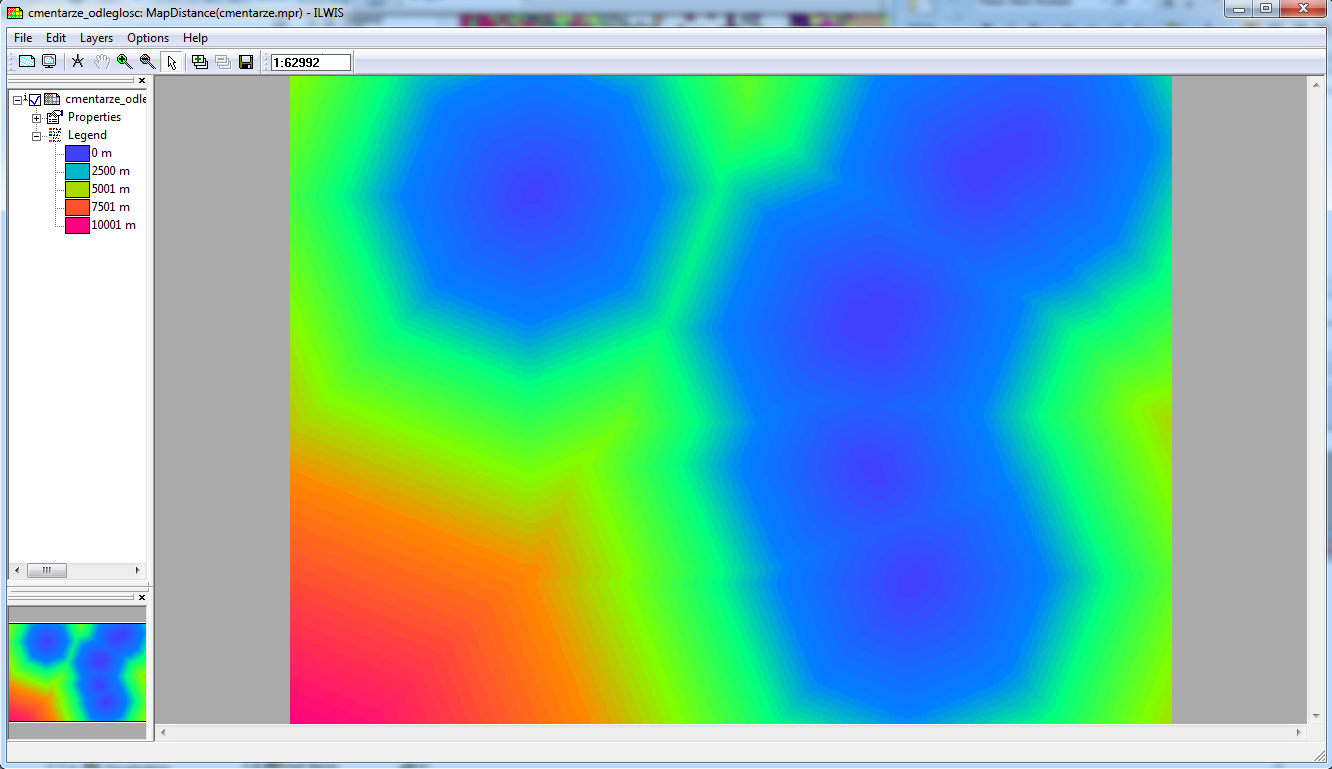 cmentarze_odleglosc: MapDistance(cmentarze.mpr) - ILWIS
File Edit Layers Options Help
1:62992
1 cmentarze_odle
Properties
Legend
0 m
2500 m
5001 m
7501 m
10001 m